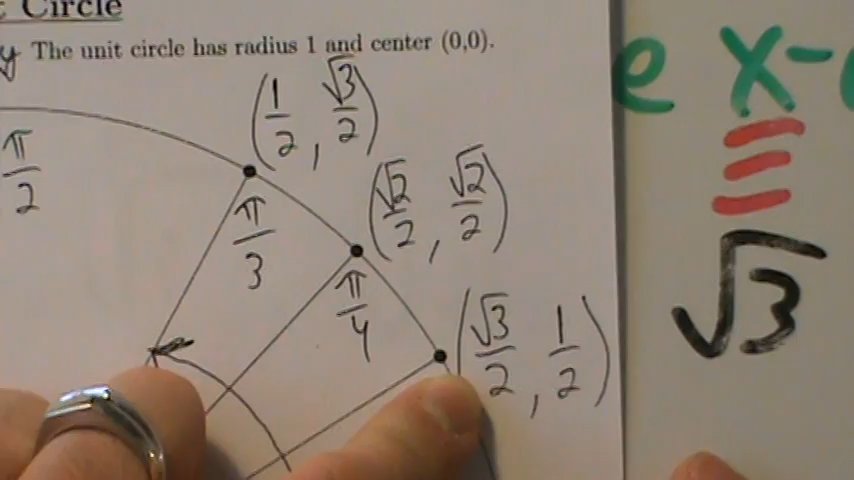 Circle
y The unit circle has radius 1 and center (0,0).
e x-
(1/2, √3/2)
π/2
(√2/2, √2/2)
π/3
√3
π/4
(√3/2, 1/2)